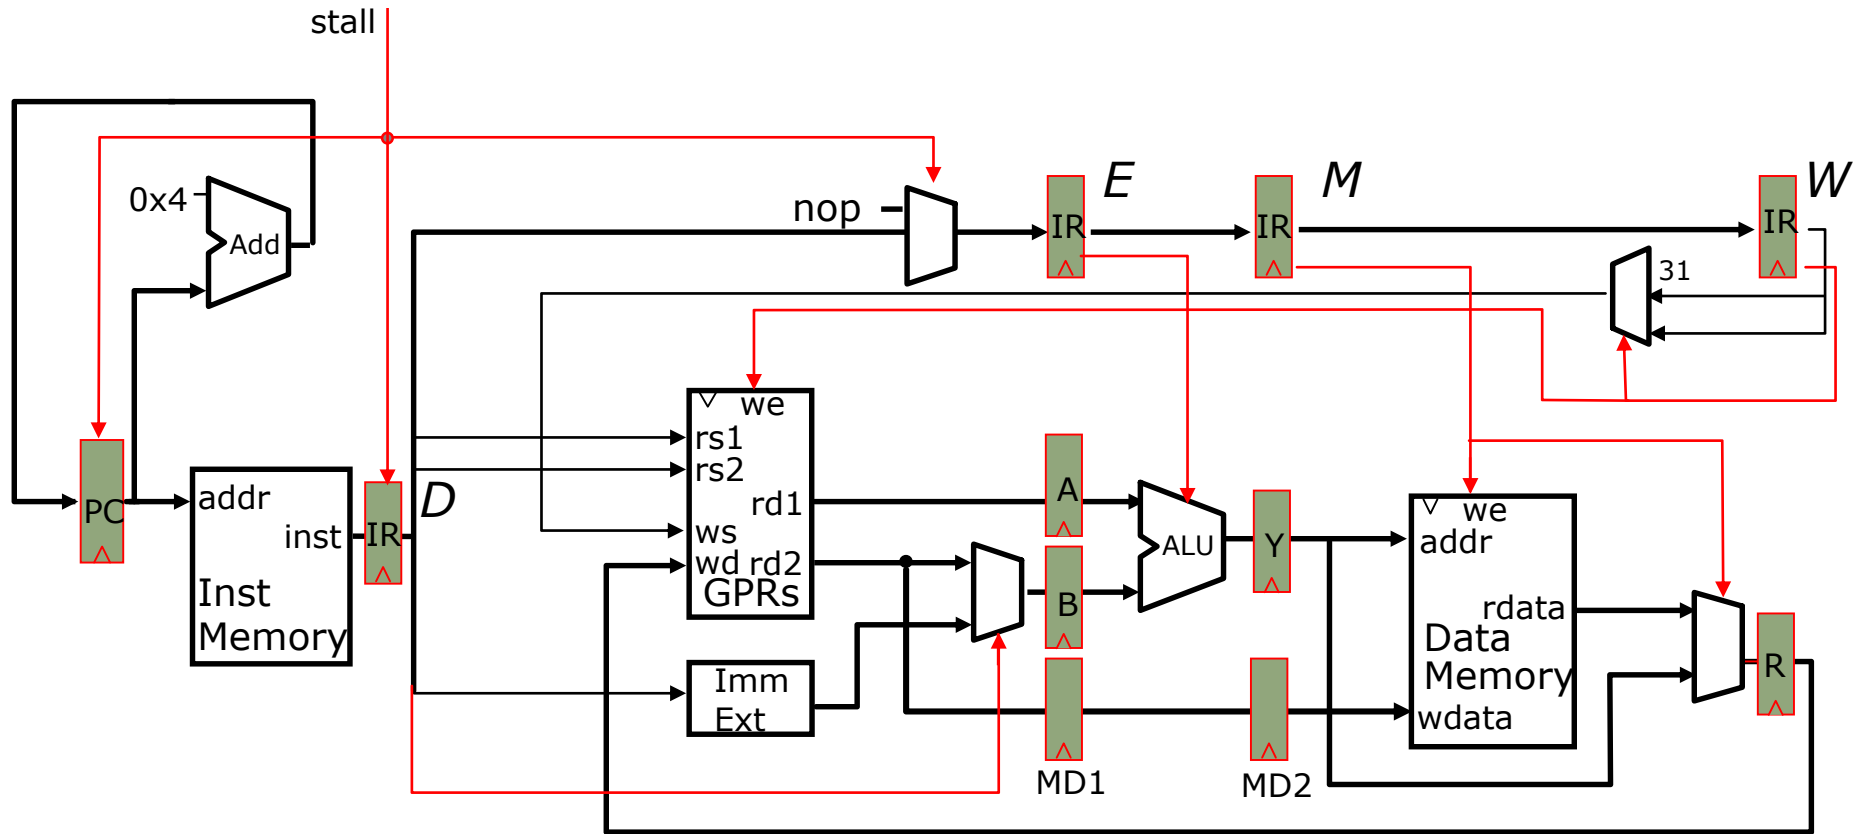 stall
0x4
Add
nop
IR
E
IR
M
IR
W
31
we
rs1
rs2
rd1
ws
wd rd2
GPRs
PC
addr
inst
Inst
Memory
IR
D
A
B
ALU
Y
we
addr
rdata
Data
Memory
wdata
R
Imm
Ext
MD1
MD2